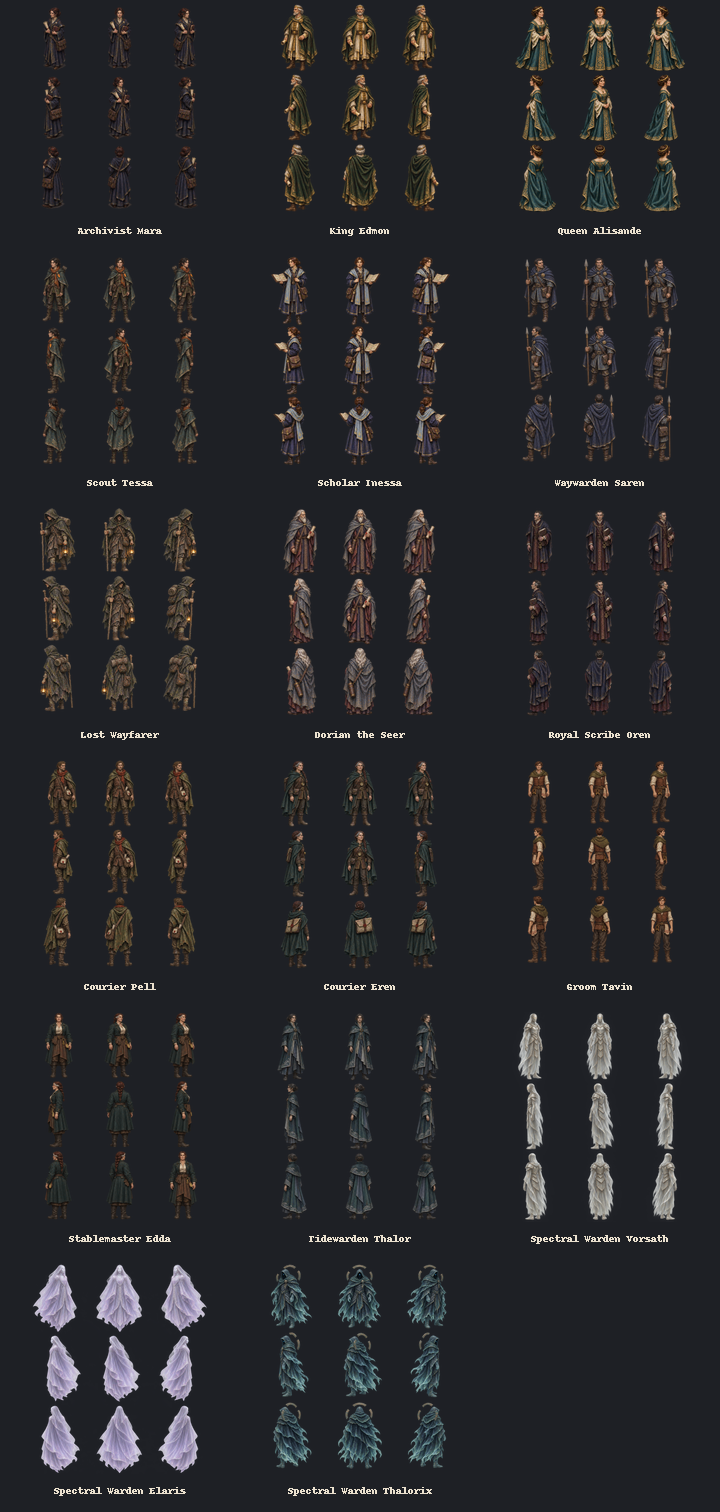 Archivist Mara
King Edmon
Queen Alisande
Scout Tessa
Scholar Inessa
Waywarden Saren
Lost Wayfarer
Dorian the Seer
Royal Scribe Oren
Courier Pell
Courier Eren
Groom Tavin
Stablemaster Edda
Tidewarden Thalor
Spectral Warden Vorsath
Spectral Warden Elaris
Spectral Warden Thalorix